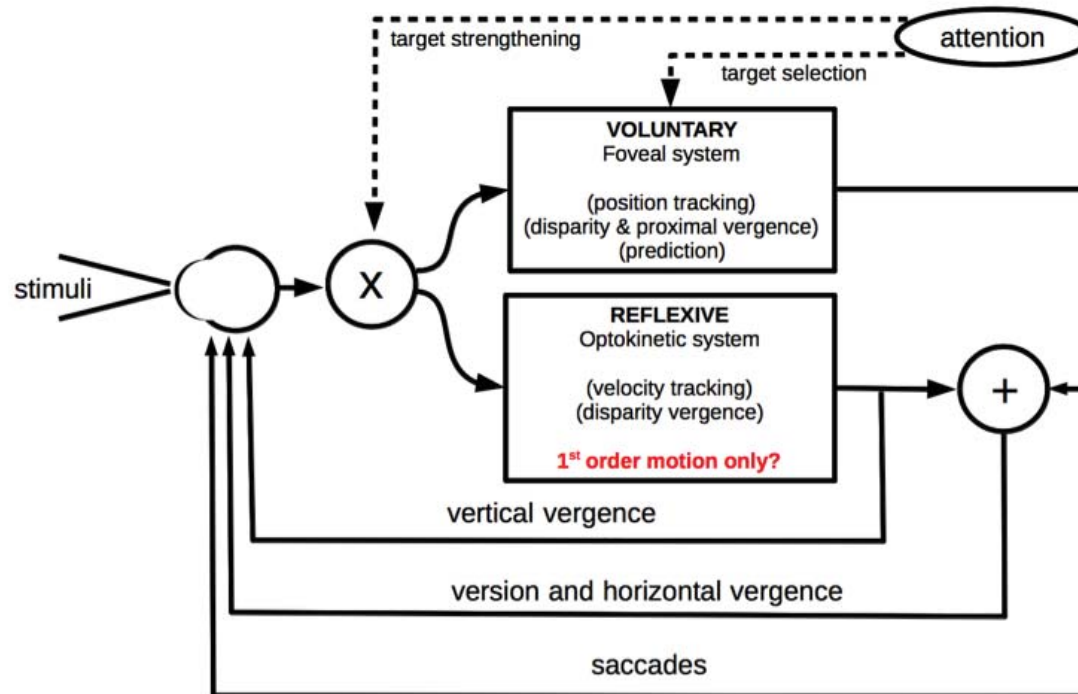 attention
target strengthening
target selection
VOLUNTARY
Foveal system
(position tracking)
(disparity & proximal vergence)
(prediction)
stimuli
X
REFLEXIVE
Optokinetic system
(velocity tracking)
(disparity vergence)
1st order motion only?
+
vertical vergence
version and horizontal vergence
saccades